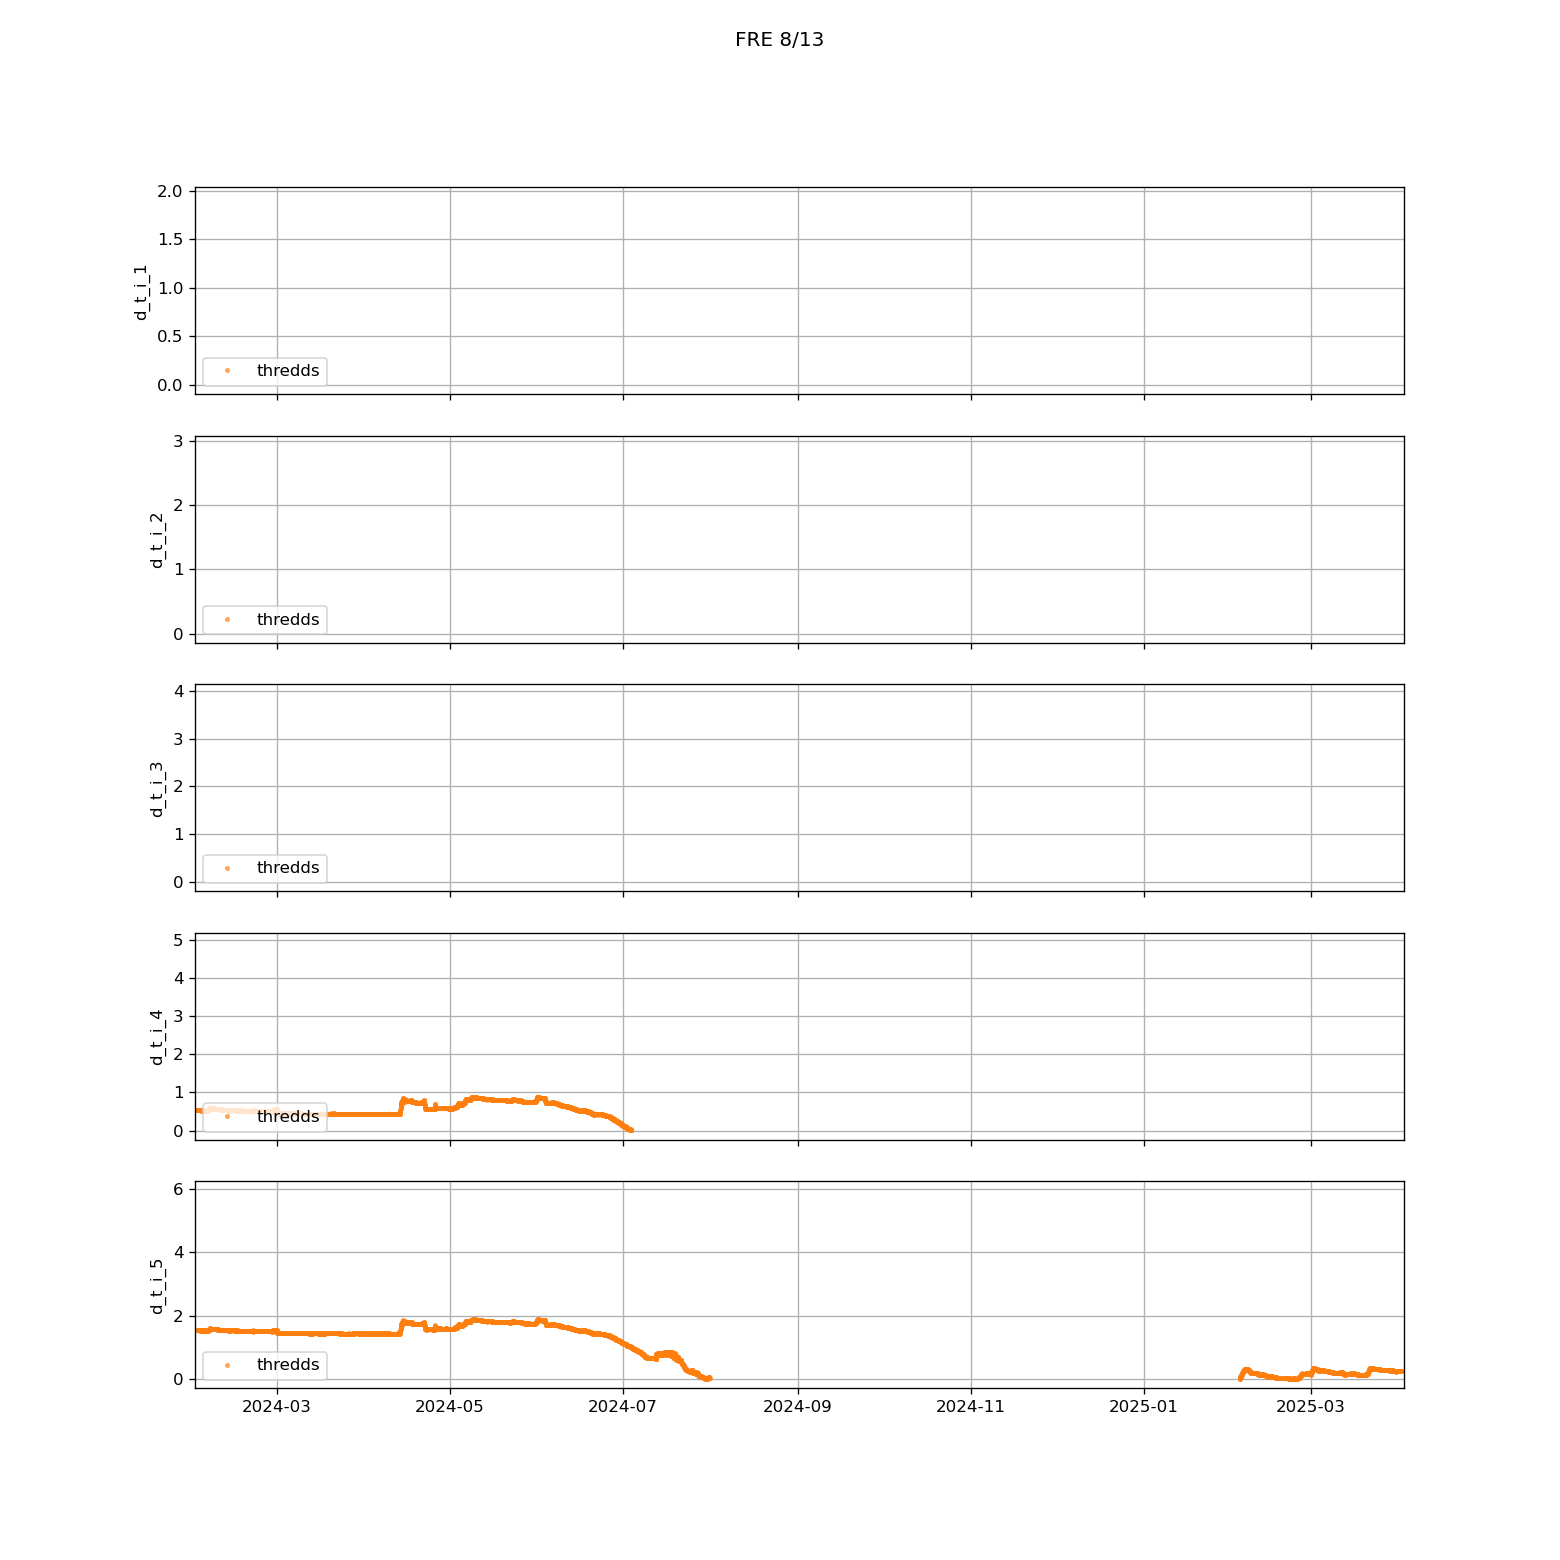 FRE 8/13
2.0
1.5
1.0
0.5
0.0
d_t_i_1
thredds
3
2
1
0
d_t_i_2
thredds
4
3
2
1
0
d_t_i_3
thredds
5
4
3
2
1
0
d_t_i_4
thredds
6
4
2
0
d_t_i_5
thredds
2024-03 2024-05 2024-07 2024-09 2024-11 2025-01 2025-03